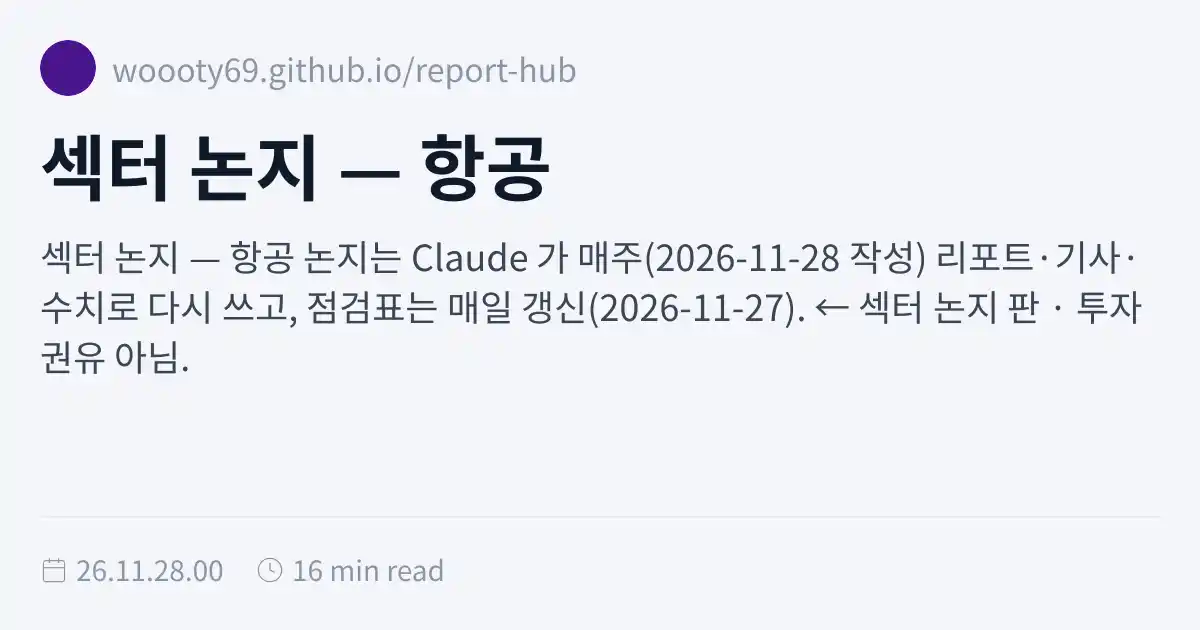 woooty69.github.io/report-hub
섹터 논지 — 항공
섹터 논지 — 항공 논지는 Claude 가 매주(2026-11-28 작성) 리포트·기사·
수치로 다시 쓰고, 점검표는 매일 갱신(2026-11-27). ← 섹터 논지 판 · 투자
권유 아님.
26.11.28.00
16 min read